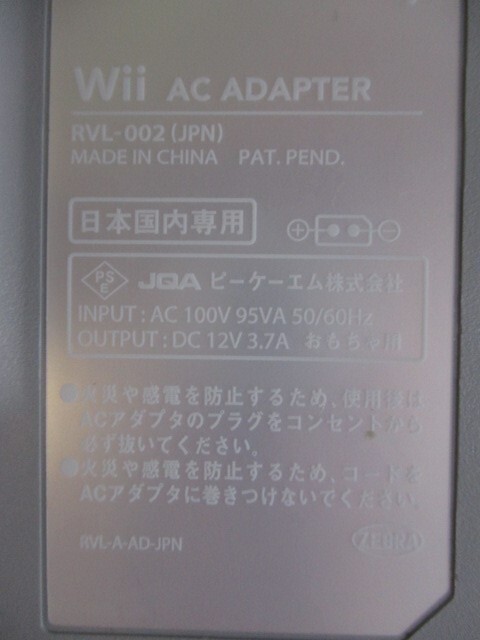 Wii AC ADAPTER
RVL-002 (JPN)
MADE IN CHINA PAT. PEND.
日本国内専用
PS E JQA ピーケーエム株式会社
INPUT : AC 100V 95VA 50/60Hz
OUTPUT : DC 12V 3.7A おもちゃ用
●火災や感電を防止するため、使用後は
ACアダプタのプラグをコンセントから
必ず抜いてください。
●火災や感電を防止するため、コードを
ACアダプタに巻きつけないでください。
RVL-A-AD-JPN
ZEBRA